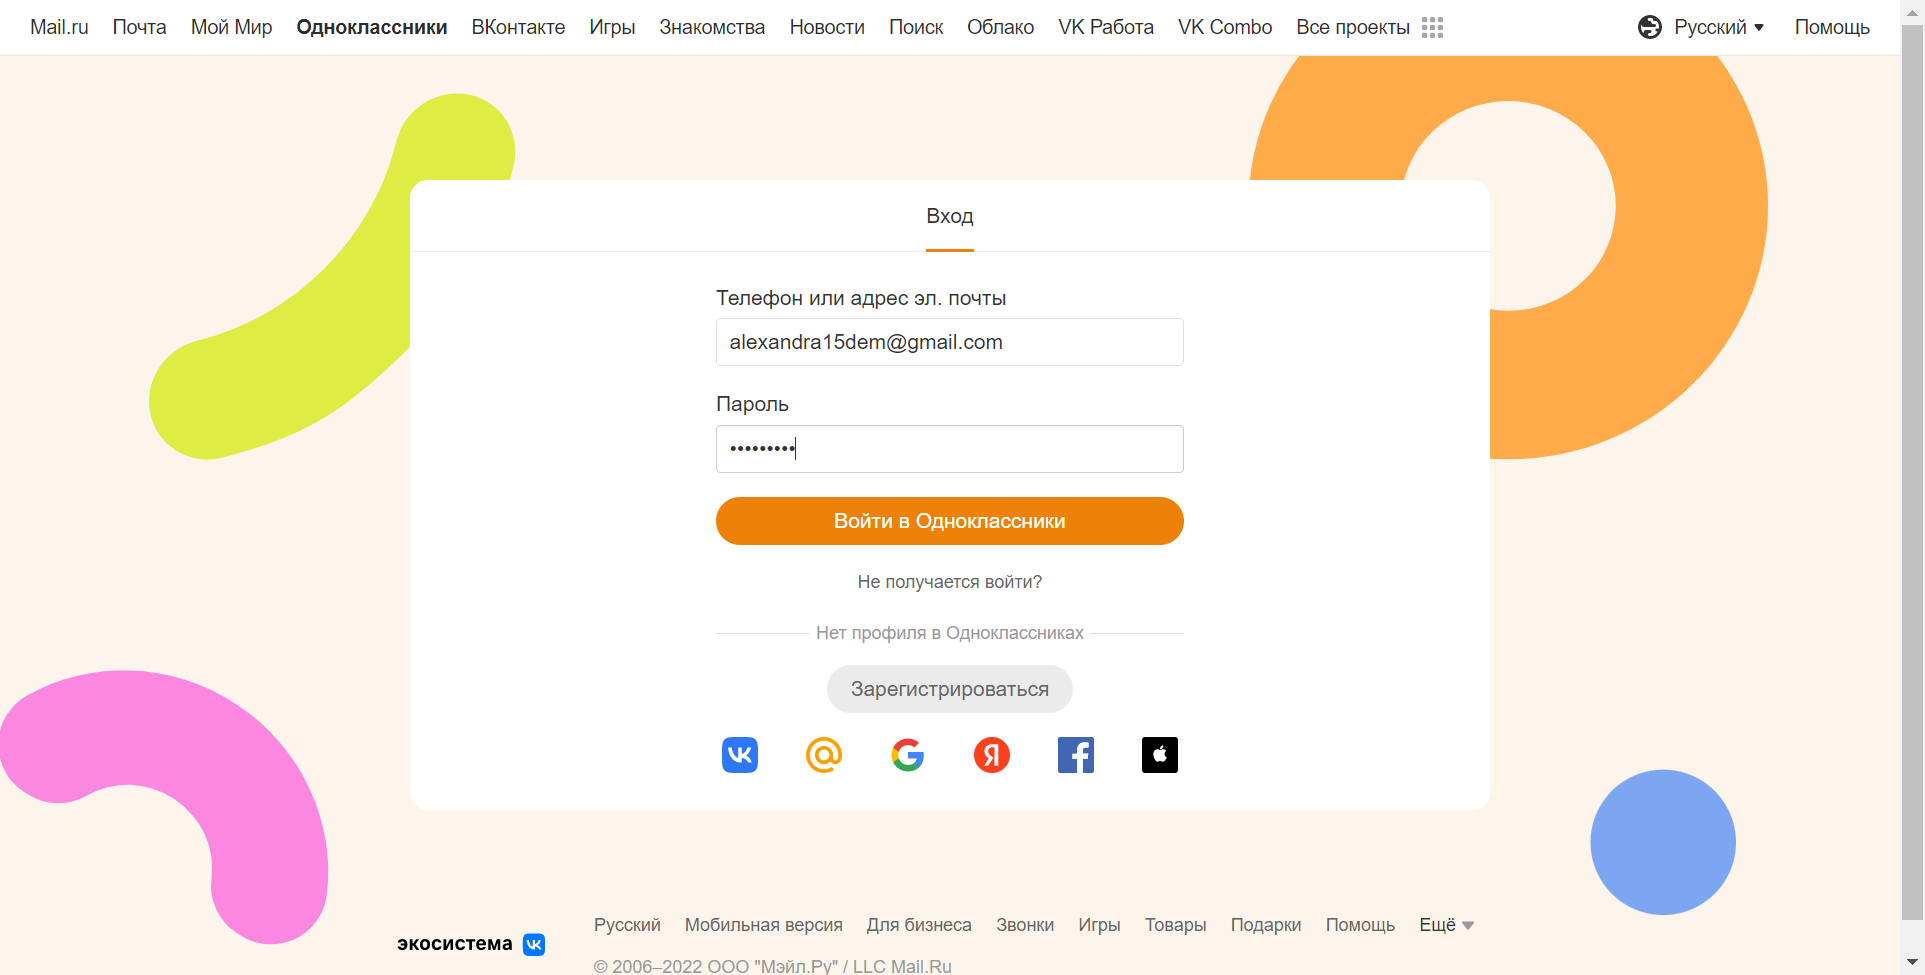 Mail.ru Почта Мой Мир Одноклассники ВКонтакте Игры Знакомства Новости Поиск Облако VK Работа VK Combo Все проекты Русский Помощь
Вход
Телефон или адрес эл. почты
alexandra15dem@gmail.com
Пароль
•••••••••
Войти в Одноклассники
Не получается войти?
Нет профиля в Одноклассниках
Зарегистрироваться
экосистема
Русский Мобильная версия Для бизнеса Звонки Игры Товары Подарки Помощь Ещё
© 2006–2022 ООО "Мэйл.Ру" / LLC Mail.Ru